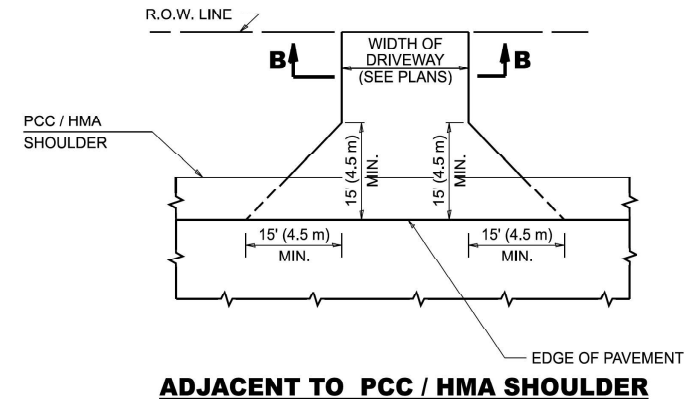 R.O.W. LINE
B
WIDTH OF
DRIVEWAY
(SEE PLANS)
B
PCC / HMA
SHOULDER
15' (4.5 m)
MIN.
15' (4.5 m)
MIN.
15' (4.5 m)
MIN.
15' (4.5 m)
MIN.
EDGE OF PAVEMENT
ADJACENT TO PCC / HMA SHOULDER